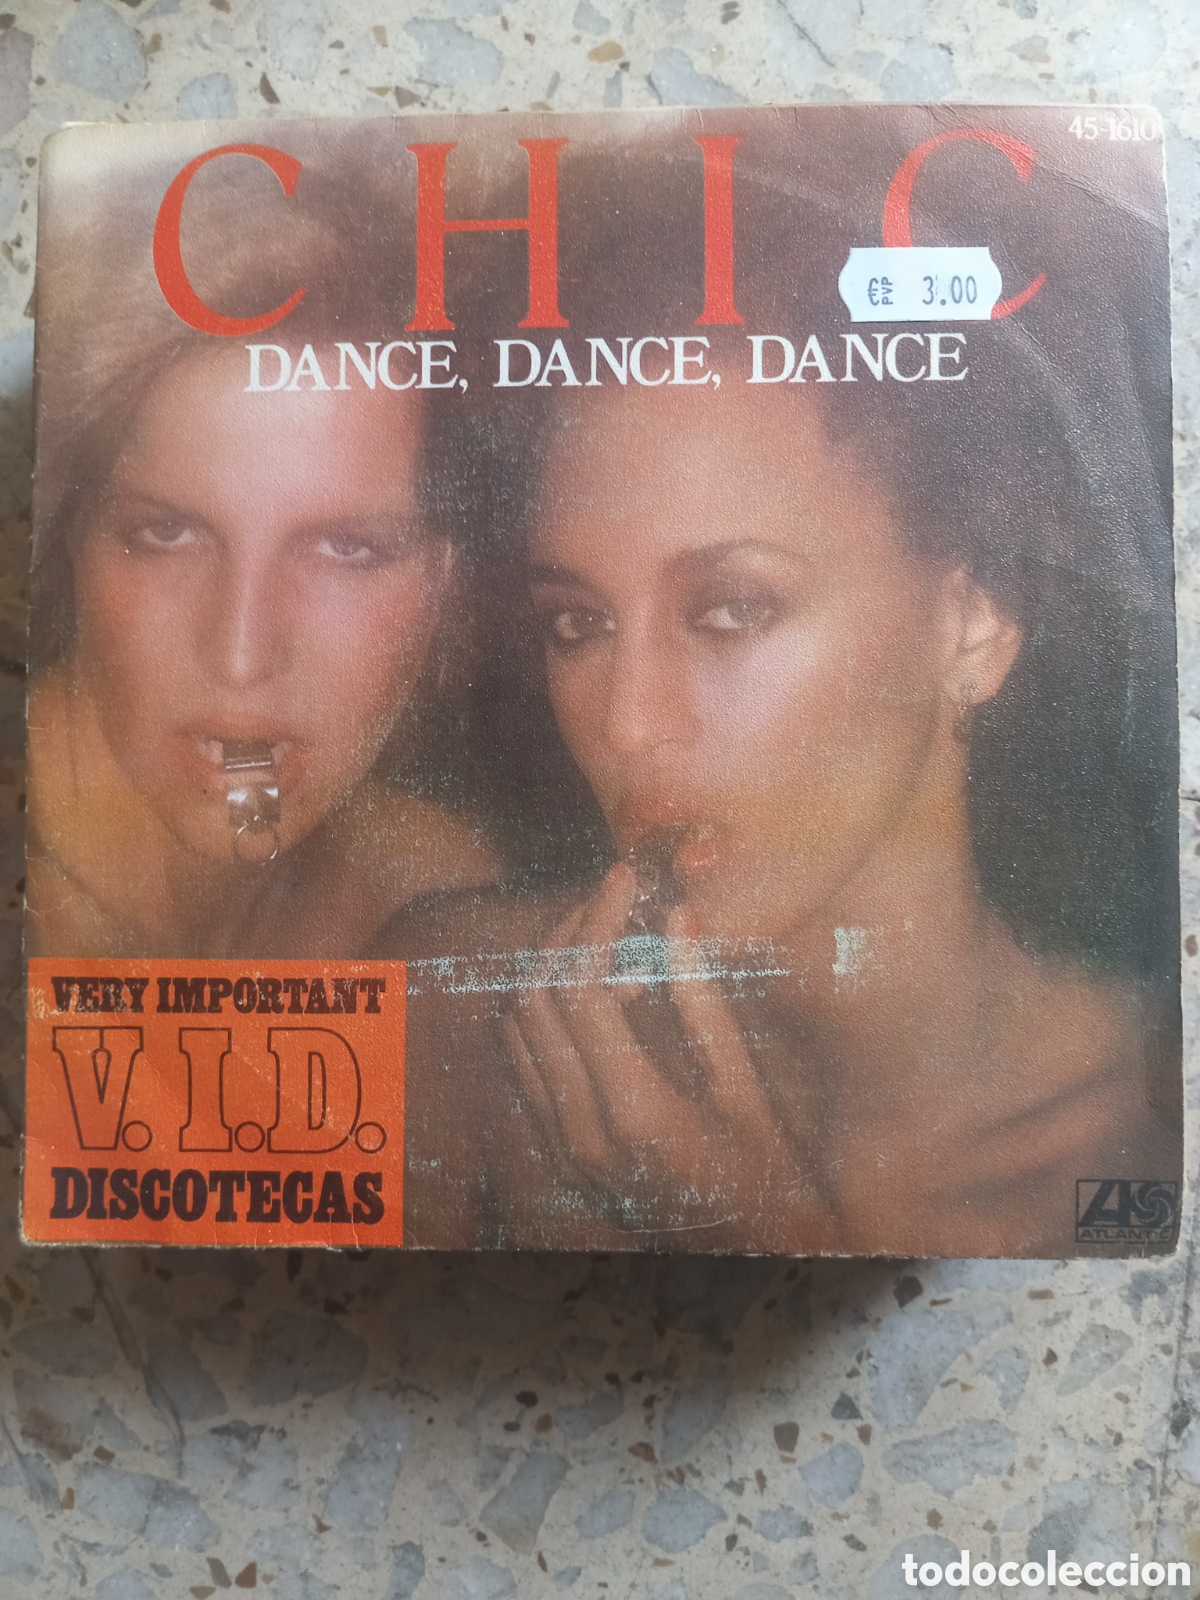 45-1610
CHIC
€ PVP 3.00
DANCE, DANCE, DANCE
VERY IMPORTANT
V.I.D.
DISCOTECAS
ATLANTIC
todocoleccion